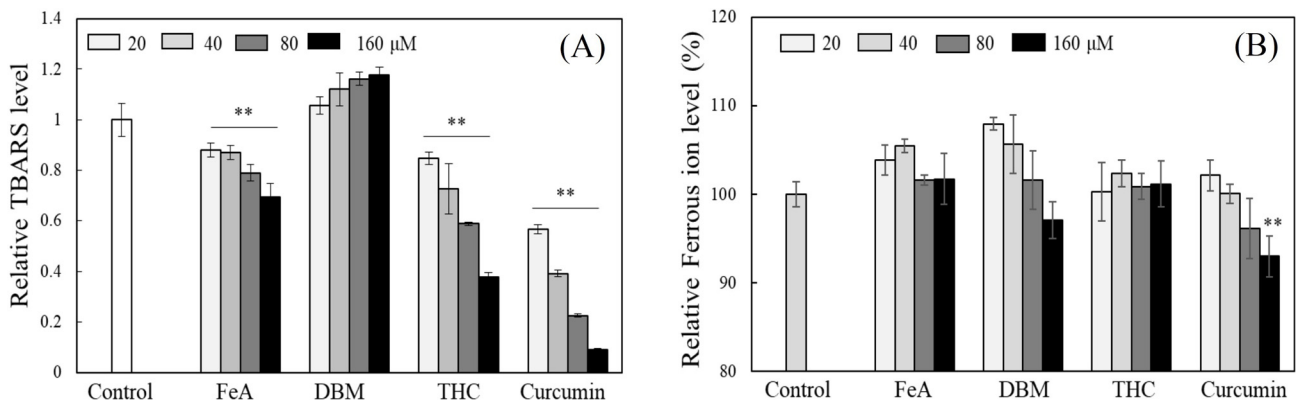 Relative TBARS level
1.4
1.2
1
0.8
0.6
0.4
0.2
0
20 40 80 160 μM
(A)
**
**
**
Control FeA DBM THC Curcumin
Relative Ferrous ion level (%)
120
110
100
90
80
20 40 80 160 μM
(B)
**
Control FeA DBM THC Curcumin